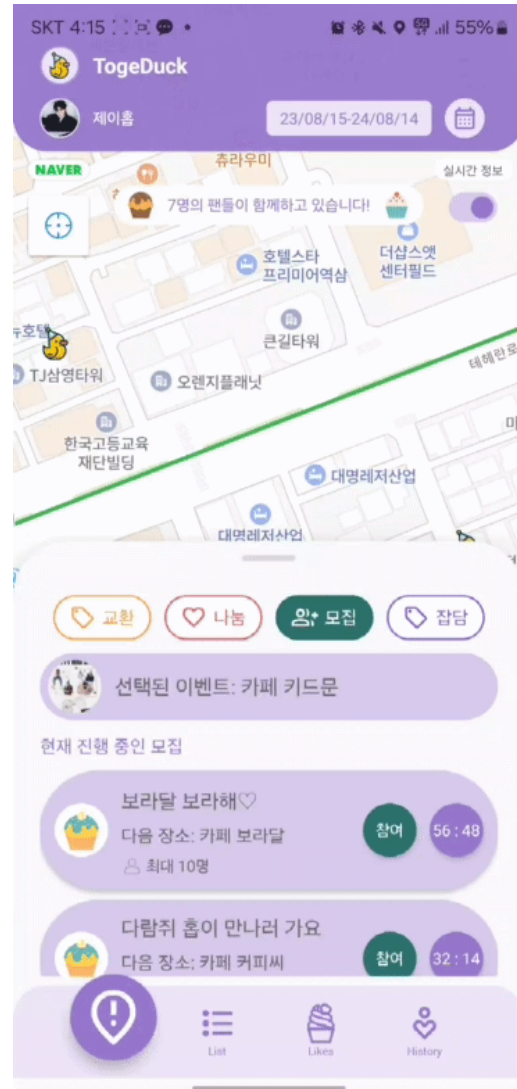 SKT 4:15
55%
TogeDuck
제이홉
23/08/15-24/08/14
NAVER
츄라우미
실시간 정보
7명의 팬들이 함께하고 있습니다!
호텔스타
프리미어역삼
더샵스앳
센터필드
큰길타워
뉴호텔
테헤란로
TJ삼영타워
오렌지플래닛
한국고등교육
재단빌딩
대명레저산업
대명레저산업
교환
나눔
모집
잡담
선택된 이벤트: 카페 키드문
현재 진행 중인 모집
보라달 보라해♡
다음 장소: 카페 보라달
참여
56 : 48
최대 10명
다람쥐 홉이 만나러 가요
다음 장소: 카페 커피씨
참여
32 : 14
List
Likes
History